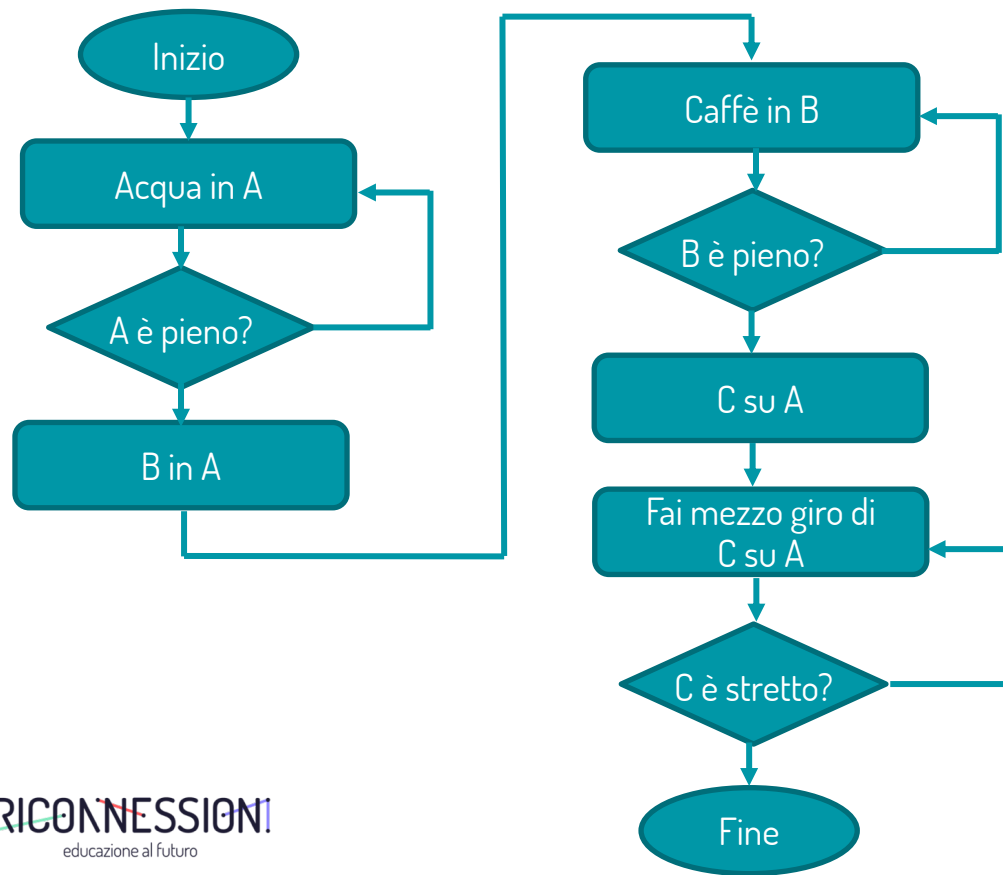 Inizio
Acqua in A
A è pieno?
B in A
Caffè in B
B è pieno?
C su A
Fai mezzo giro di
C su A
C è stretto?
Fine
RICONNESSIONI
educazione al futuro